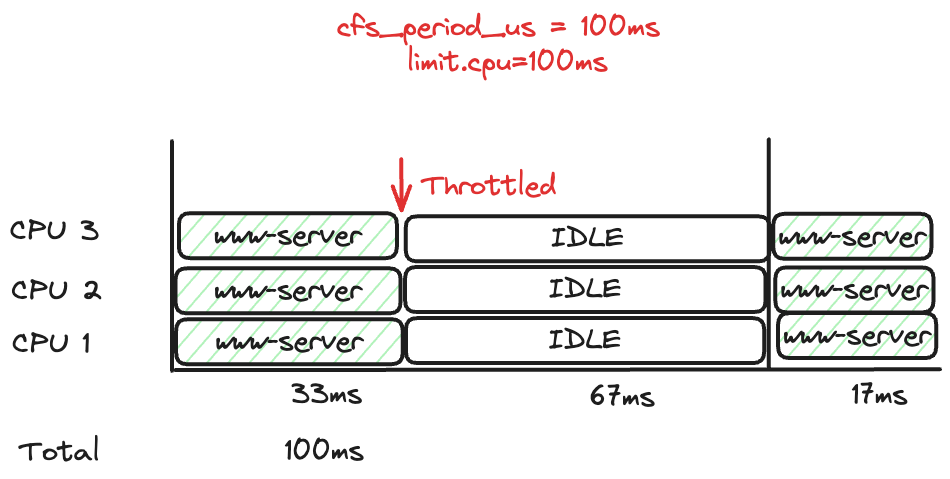 cfs_period_us = 100ms
limit.cpu=100ms
Throttled
CPU 3 www-server IDLE www-server
CPU 2 www-server IDLE www-server
CPU 1 www-server IDLE www-server
33ms 67ms 17ms
Total 100ms